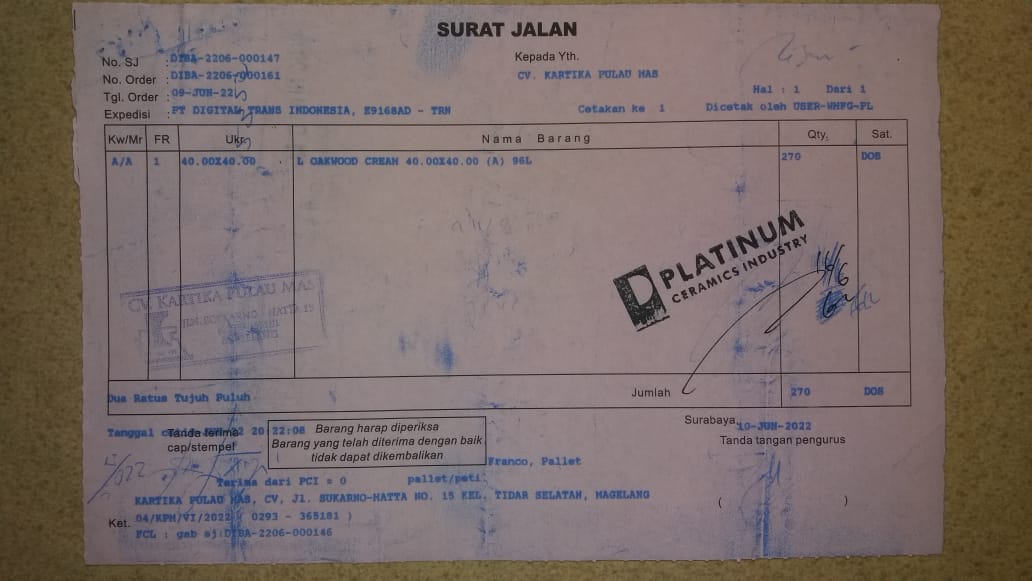 SURAT JALAN
No. SJ : DIBA-2206-000147
Kepada Yth.
No. Order : DIBA-2206-000161
CV. KARTIKA PULAU MAS
Tgl. Order : 09-JUN-22
Hal : 1 Dari 1
Expedisi : PT DIGITAL TRANS INDONESIA, E9168AD - TRN
Cetakan ke 1
Dicetak oleh USER-WHFG-PL
Kw/Mr FR Ukr. Nama Barang Qty. Sat.
A/A 1 40.00X40.00 L OAKWOOD CREAM 40.00X40.00 (A) 96L 270 DOS
PLATINUM
CERAMICS INDUSTRY
CV. KARTIKA PULAU MAS
JLN. SOEKARNO - HATTA 15
Jumlah
Dua Ratus Tujuh Puluh
270 DOS
Surabaya, 10-JUN-2022
Tanggal 20:22:08
Tanda terima
cap/stempel
Barang harap diperiksa
Barang yang telah diterima dengan baik
tidak dapat dikembalikan
Tanda tangan pengurus
Franco, Pallet
Terima dari PCI = 0 pallet/peti
KARTIKA PULAU MAS, CV, Jl. SUKARNO-HATTA NO. 15 KEL. TIDAR SELATAN, MAGELANG
( )
Ket. 04/KPM/VI/2022 ( 0293 - 365181 )
FCL : gab sj:DIBA-2206-000146